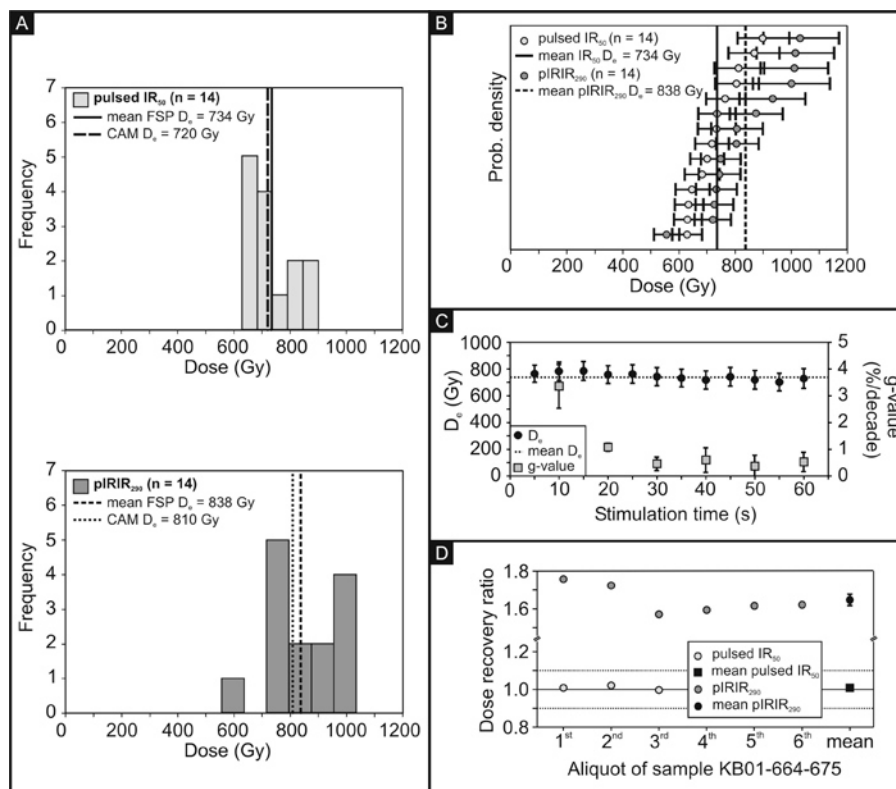 A
pulsed IR₅₀ (n = 14)
mean FSP Dₑ = 734 Gy
CAM Dₑ = 720 Gy
Frequency
7
6
5
4
3
2
1
0
0 200 400 600 800 1000 1200
Dose (Gy)
pIRIR₂₉₀ (n = 14)
mean FSP Dₑ = 838 Gy
CAM Dₑ = 810 Gy
Frequency
7
6
5
4
3
2
1
0
0 200 400 600 800 1000 1200
Dose (Gy)
B
pulsed IR₅₀ (n = 14)
mean IR₅₀ Dₑ = 734 Gy
pIRIR₂₉₀ (n = 14)
mean pIRIR₂₉₀ Dₑ = 838 Gy
Prob. density
0 200 400 600 800 1000 1200
Dose (Gy)
C
Dₑ (Gy)
1000
800
600
400
200
0
Dₑ
mean Dₑ
g-value
5
4
3
2
1
0
g-value
(%/decade)
0 10 20 30 40 50 60
Stimulation time (s)
D
Dose recovery ratio
1.8
1.6
1.0
0.8
pulsed IR₅₀
mean pulsed IR₅₀
pIRIR₂₉₀
mean pIRIR₂₉₀
1ˢᵗ 2ⁿᵈ 3ʳᵈ 4ᵗʰ 5ᵗʰ 6ᵗʰ mean
Aliquot of sample KB01-664-675